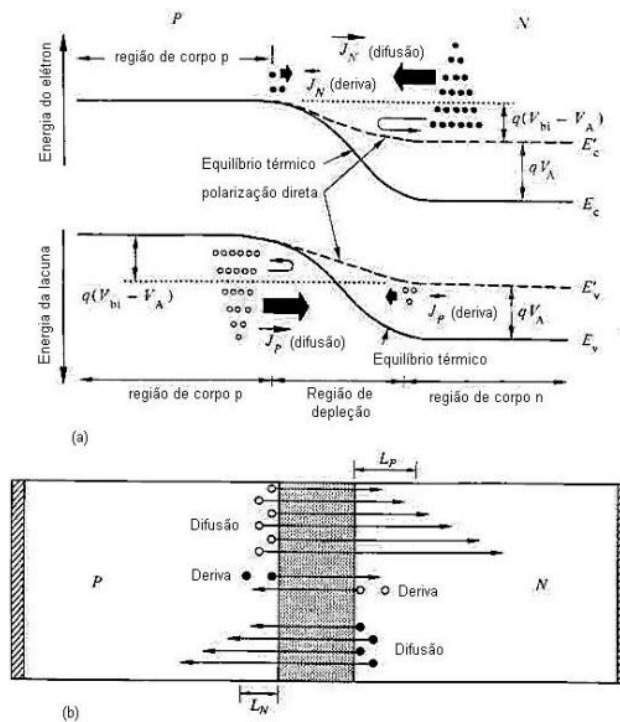 P
N
região de corpo p
J_N (difusão)
J_N (deriva)
Energia do elétron
q(V_bi − V_A)
E'_c
Equilíbrio térmico
polarização direta
qV_A
E_c
Energia da lacuna
q(V_bi − V_A)
E'_v
J_P (deriva)
qV_A
J_P (difusão)
Equilíbrio térmico
E_v
região de corpo p
Região de
depleção
região de corpo n
(a)
L_P
Difusão
P
Deriva
Deriva
N
Difusão
L_N
(b)